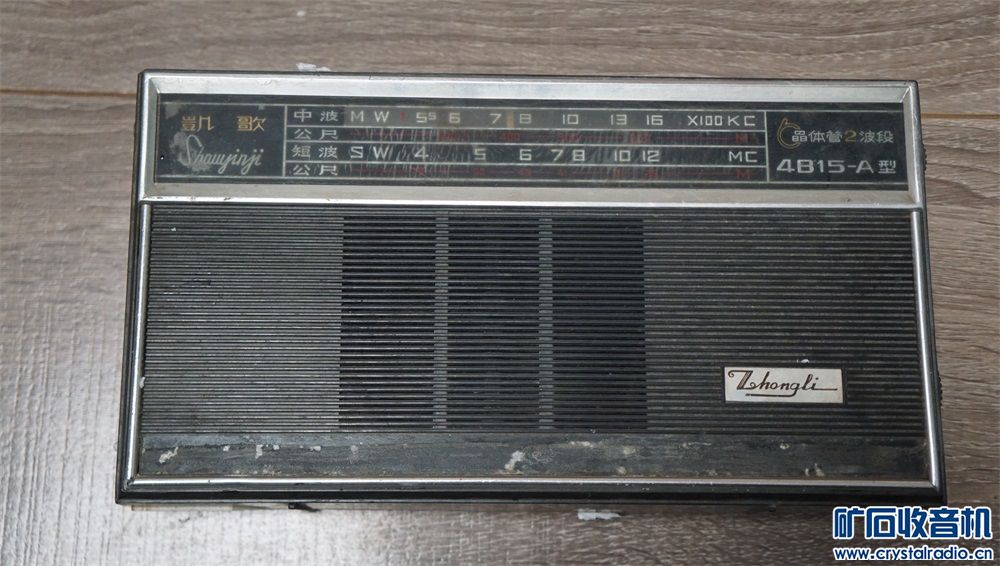 凱歌
Shouyinji
中波 MW 5 5s 6 7 8 10 13 16 X100KC
公尺 M
短波 SW 4 5 6 7 8 10 12 MC
公尺 M
晶体管2波段
4B15-A型
Zhongli
矿石收音机
www.crystalradio.cn